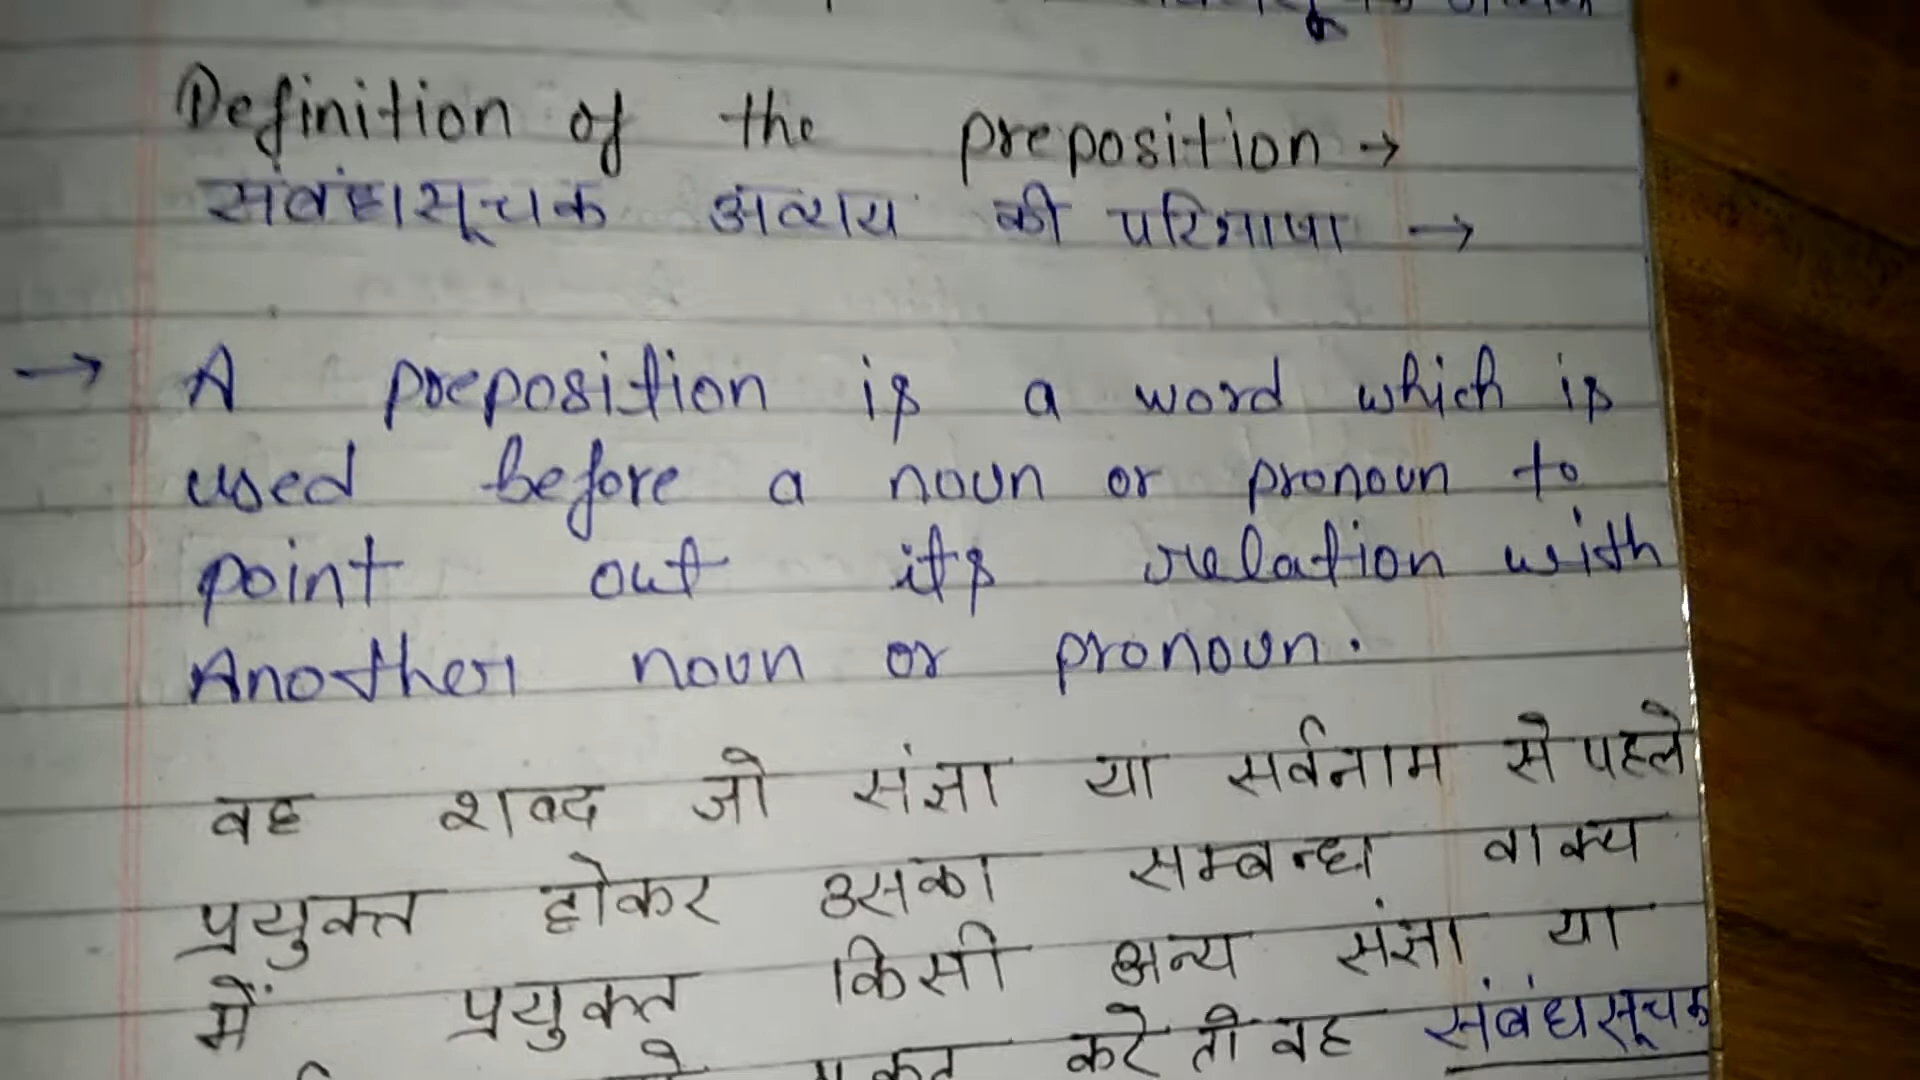 Definition of the preposition →
संबंधसूचक अव्यय की परिभाषा →
→ A preposition is a word which is
used before a noun or pronoun to
point out its relation with
Another noun or pronoun.
वह शब्द जो संज्ञा या सर्वनाम से पहले
प्रयुक्त होकर उसका सम्बन्ध वाक्य
में प्रयुक्त किसी अन्य संज्ञा या
करे तो वह संबंधसूचक